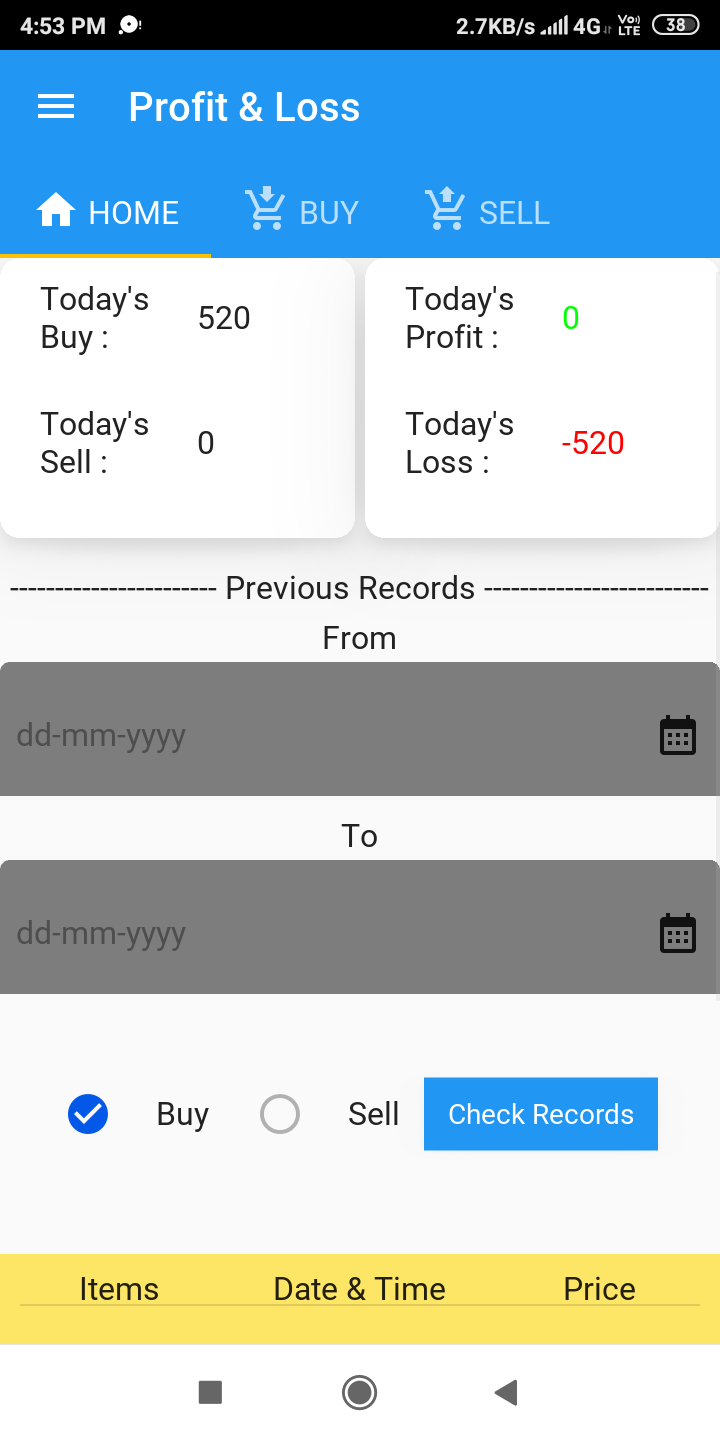 4:53 PM 2.7KB/s 4G Vo) LTE 38
Profit & Loss
HOME BUY SELL
Today's
Buy : 520
Today's
Sell : 0
Today's
Profit : 0
Today's
Loss : -520
----------------------- Previous Records -------------------------
From
dd-mm-yyyy
To
dd-mm-yyyy
Buy Sell Check Records
Items Date & Time Price